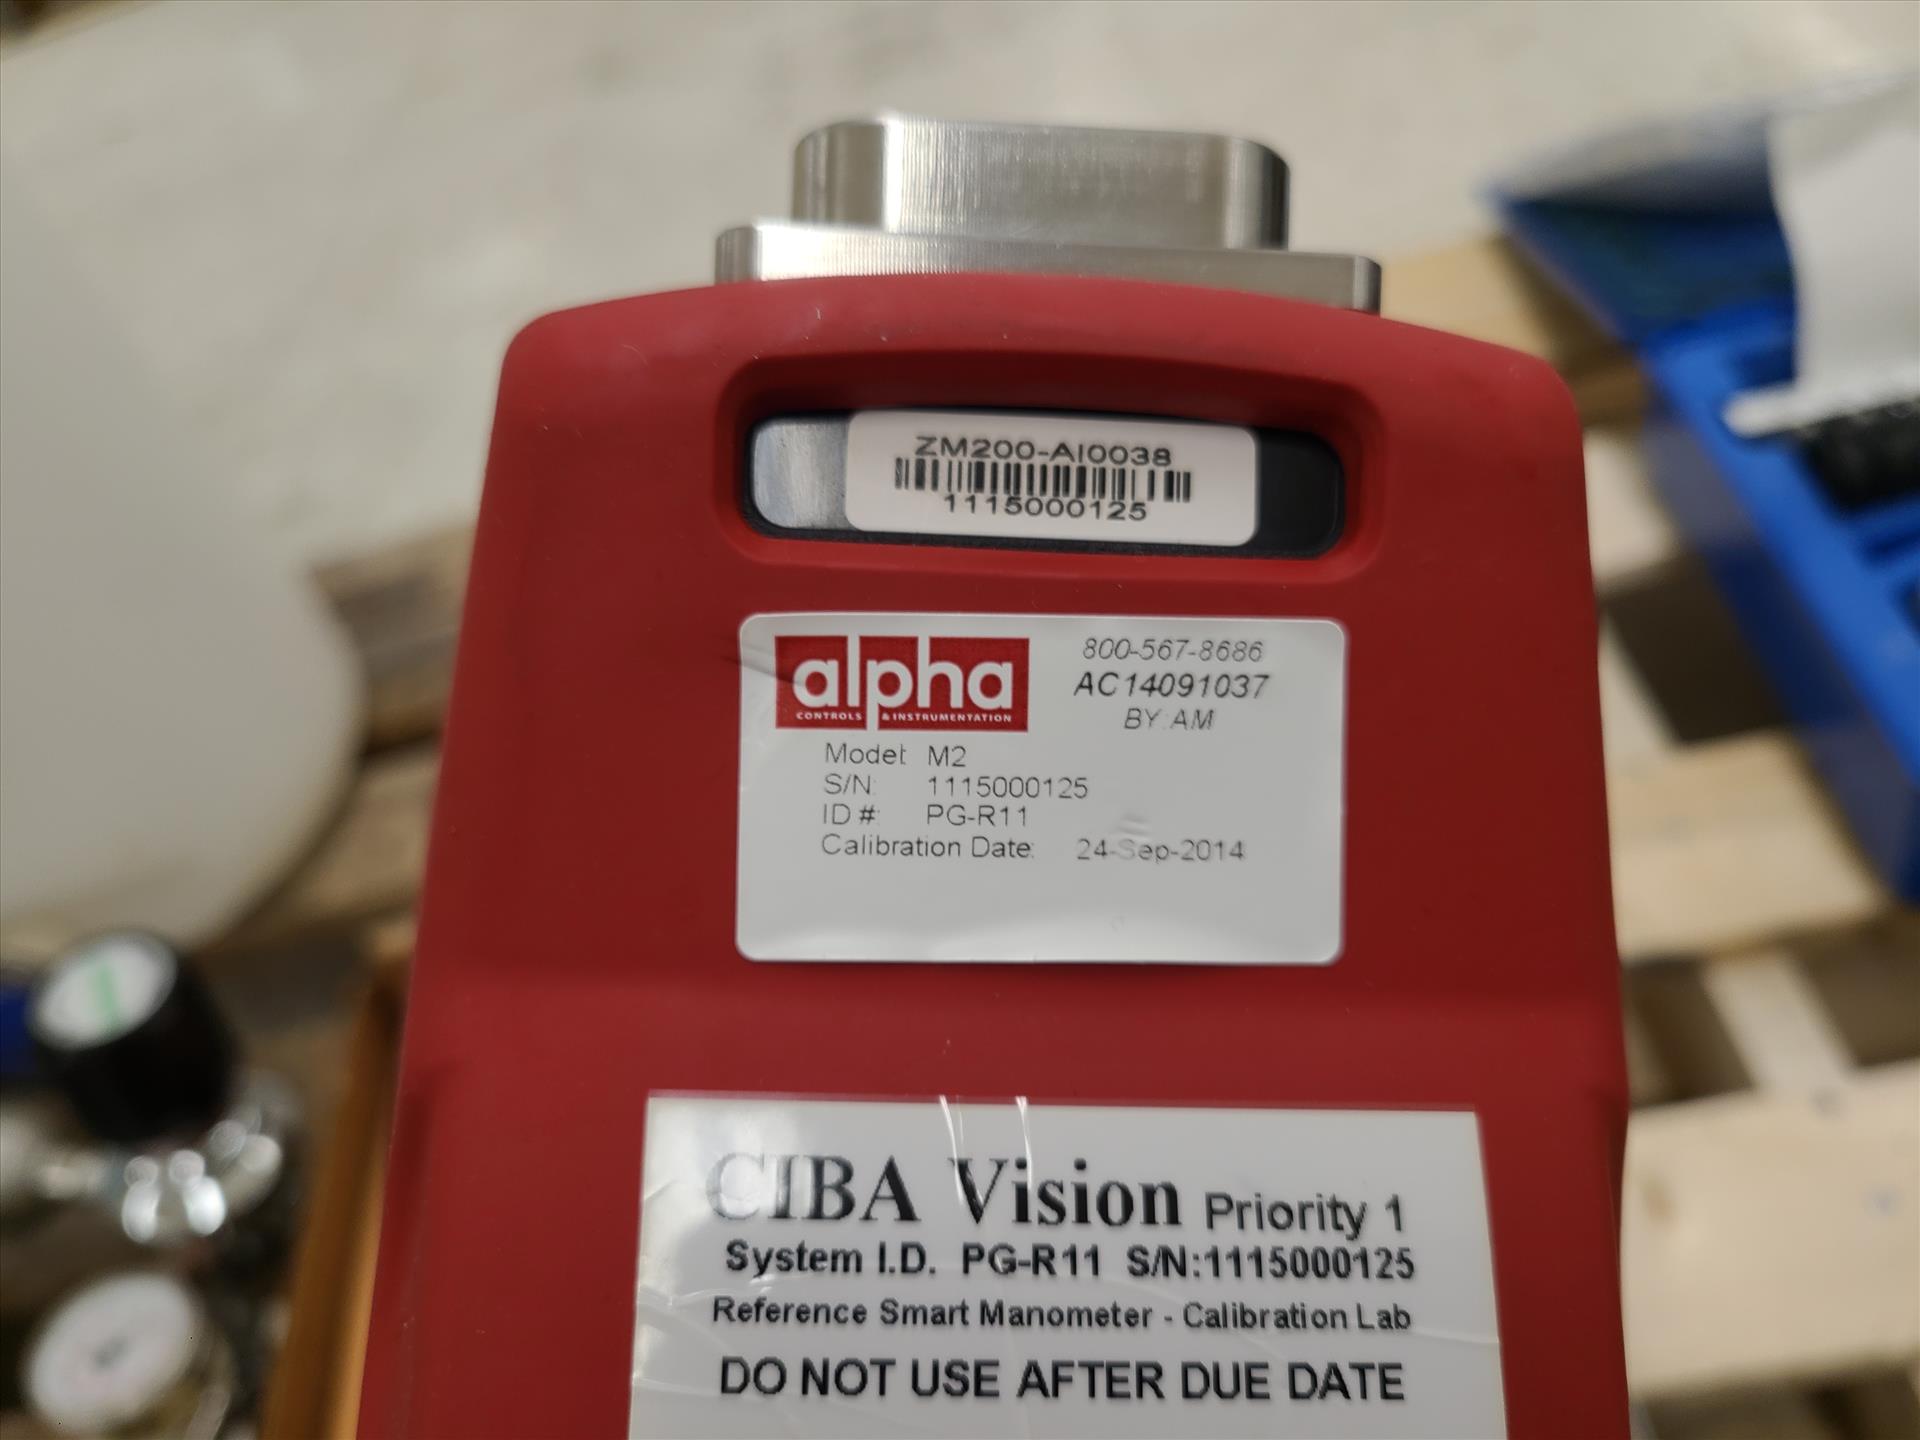 ZM200-AI0038
1115000125
alpha
CONTROLS & INSTRUMENTATION
800-567-8686
AC14091037
BY: AM
Model: M2
S/N: 1115000125
ID #: PG-R11
Calibration Date: 24-Sep-2014
CIBA Vision Priority 1
System I.D. PG-R11 S/N:1115000125
Reference Smart Manometer - Calibration Lab
DO NOT USE AFTER DUE DATE